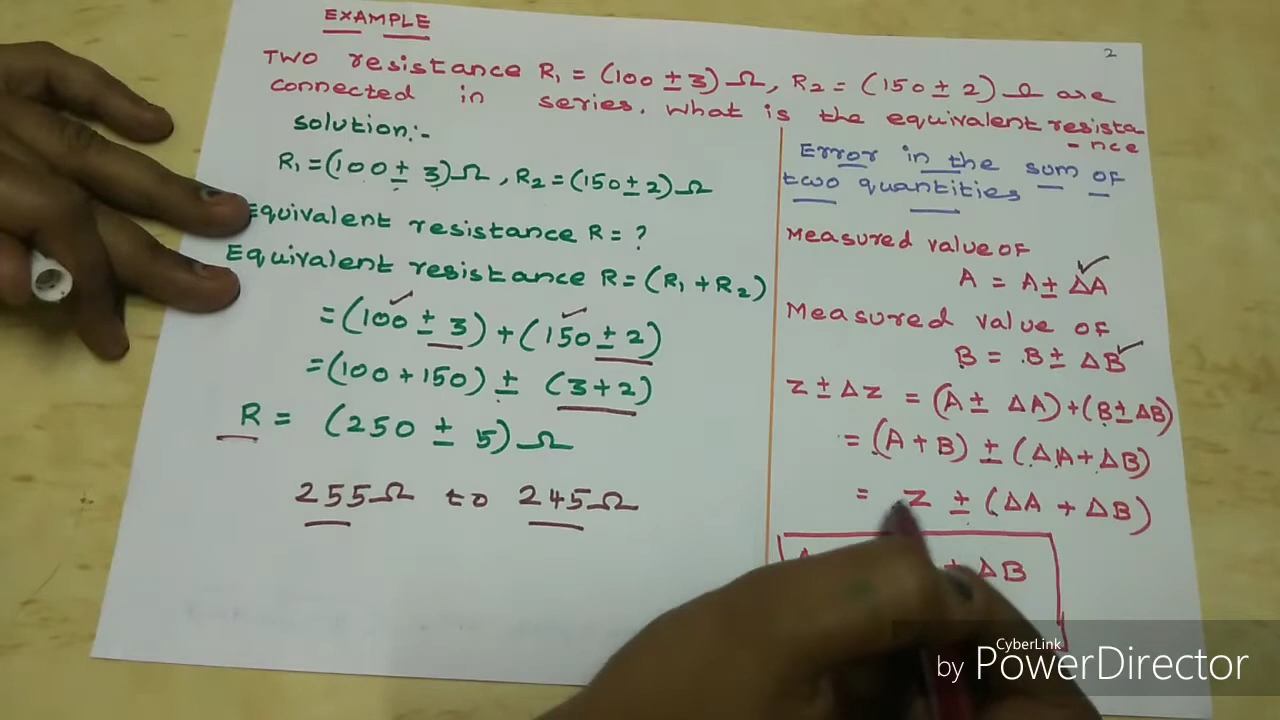 EXAMPLE
2
Two resistance R₁ = (100 ± 3) Ω, R₂ = (150 ± 2) Ω are
connected in series. What is the equivalent resista
- nce
solution:-
R₁ = (100 ± 3) Ω, R₂ = (150 ± 2) Ω
Equivalent resistance R = ?
Equivalent resistance R = (R₁ + R₂)
= (100 ± 3) + (150 ± 2)
= (100 + 150) ± (3 + 2)
R = (250 ± 5) Ω
255Ω to 245Ω
Error in the sum of
two quantities
Measured value of
A = A ± ΔA
Measured value of
B = B ± ΔB
Z ± ΔZ = (A ± ΔA) + (B ± ΔB)
= (A + B) ± (ΔA + ΔB)
= Z ± (ΔA + ΔB)
+ ΔB
CyberLink
by PowerDirector